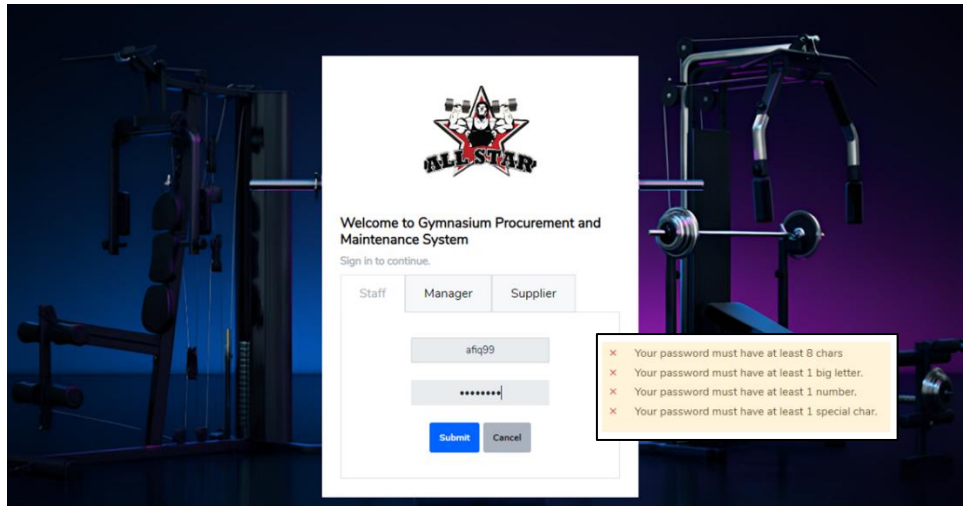 ALL STAR
Welcome to Gymnasium Procurement and
Maintenance System
Sign in to continue.
Staff Manager Supplier
afiq99
••••••••
Submit Cancel
× Your password must have at least 8 chars
× Your password must have at least 1 big letter.
× Your password must have at least 1 number.
× Your password must have at least 1 special char.